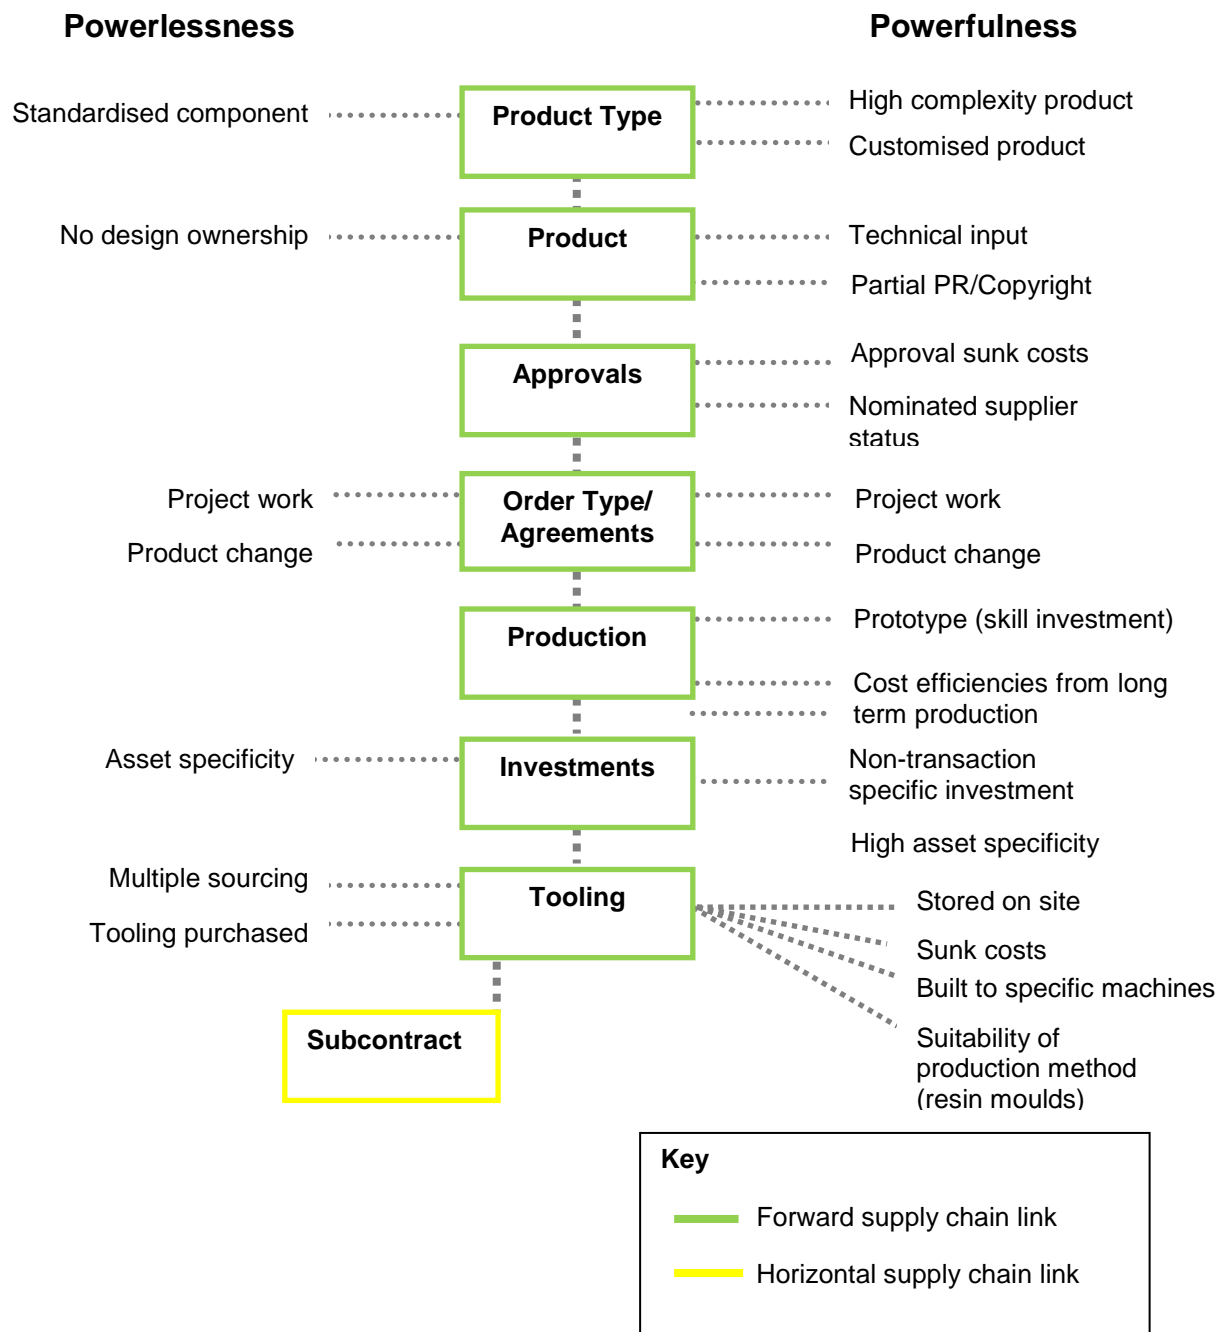 Powerlessness
Powerfulness
Standardised component
Product Type
High complexity product
Customised product
No design ownership
Product
Technical input
Partial PR/Copyright
Approvals
Approval sunk costs
Nominated supplier
status
Project work
Product change
Order Type/
Agreements
Project work
Product change
Production
Prototype (skill investment)
Cost efficiencies from long
term production
Asset specificity
Investments
Non-transaction
specific investment
High asset specificity
Multiple sourcing
Tooling purchased
Tooling
Stored on site
Sunk costs
Built to specific machines
Suitability of
production method
(resin moulds)
Subcontract
Key
Forward supply chain link
Horizontal supply chain link